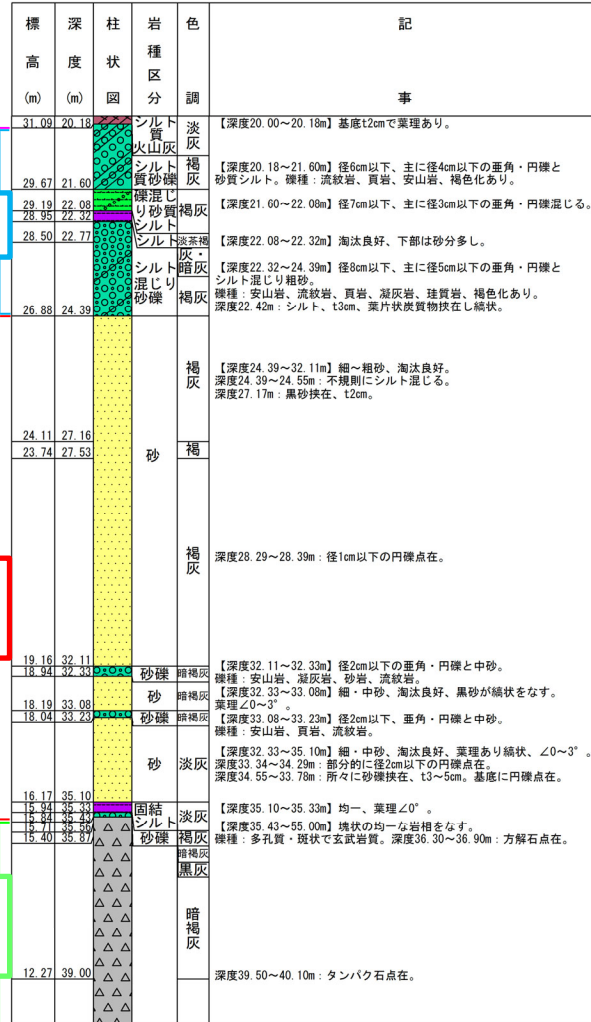 標高(m) 深度(m) 柱状図 岩種区分 色調 記事
31.09 20.18 シルト質火山灰 淡灰 【深度20.00～20.18m】基底t2cmで葉理あり。
29.67 21.60 シルト質砂礫 褐灰 【深度20.18～21.60m】径6cm以下、主に径4cm以下の亜角・円礫と
砂質シルト。礫種：流紋岩、頁岩、安山岩、褐色化あり。
29.19 22.08 礫混じり砂質シルト 褐灰 【深度21.60～22.08m】径7cm以下、主に径3cm以下の亜角・円礫混じる。
28.95 22.32
28.50 22.77 シルト 淡茶褐 【深度22.08～22.32m】淘汰良好、下部は砂分多し。
シルト混じり砂礫 灰・暗灰 【深度22.32～24.39m】径8cm以下、主に径5cm以下の亜角・円礫と
シルト混じり粗砂。
褐灰 礫種：安山岩、流紋岩、頁岩、凝灰岩、珪質岩、褐色化あり。
26.88 24.39 深度22.42m：シルト、t3cm、葉片状炭質物挟在し縞状。
褐灰 【深度24.39～32.11m】細～粗砂、淘汰良好。
深度24.39～24.55m：不規則にシルト混じる。
深度27.17m：黒砂挟在、t2cm。
24.11 27.16
23.74 27.53 砂 褐
褐灰 深度28.29～28.39m：径1cm以下の円礫点在。
19.16 32.11
18.94 32.33 砂礫 暗褐灰 【深度32.11～32.33m】径2cm以下の亜角・円礫と中砂。
礫種：安山岩、凝灰岩、砂岩、流紋岩。
18.19 33.08 砂 暗褐灰 【深度32.33～33.08m】細・中砂、淘汰良好、黒砂が縞状をなす。
葉理∠0～3°。
18.04 33.23 砂礫 暗褐灰 【深度33.08～33.23m】径2cm以下、亜角・円礫と中砂。
礫種：安山岩、頁岩、流紋岩。
砂 淡灰 【深度32.33～35.10m】細・中砂、淘汰良好、葉理あり縞状、∠0～3°。
深度33.34～34.29m：部分的に径2cm以下の円礫点在。
16.17 35.10 深度34.55～33.78m：所々に砂礫挟在、t3～5cm。基底に円礫点在。
15.94 35.33 固結シルト 淡灰 【深度35.10～35.33m】均一、葉理∠0°。
15.84 35.43
15.71 35.56 【深度35.43～55.00m】塊状の均一な岩相をなす。
15.40 35.87 砂礫 褐灰 礫種：多孔質・斑状で玄武岩質。深度36.30～36.90m：方解石点在。
暗褐灰
黒灰
暗褐灰
12.27 39.00 深度39.50～40.10m：タンパク石点在。